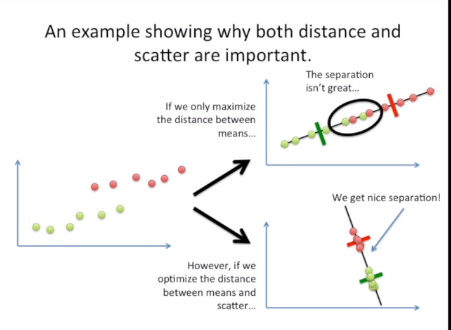 An example showing why both distance and
scatter are important.
The separation
isn't great...
If we only maximize
the distance between
means...
We get nice separation!
However, if we
optimize the distance
between means and
scatter...